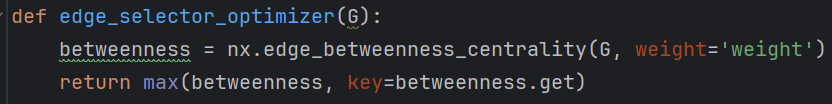 def edge_selector_optimizer(G):
    betweenness = nx.edge_betweenness_centrality(G, weight='weight')
    return max(betweenness, key=betweenness.get)